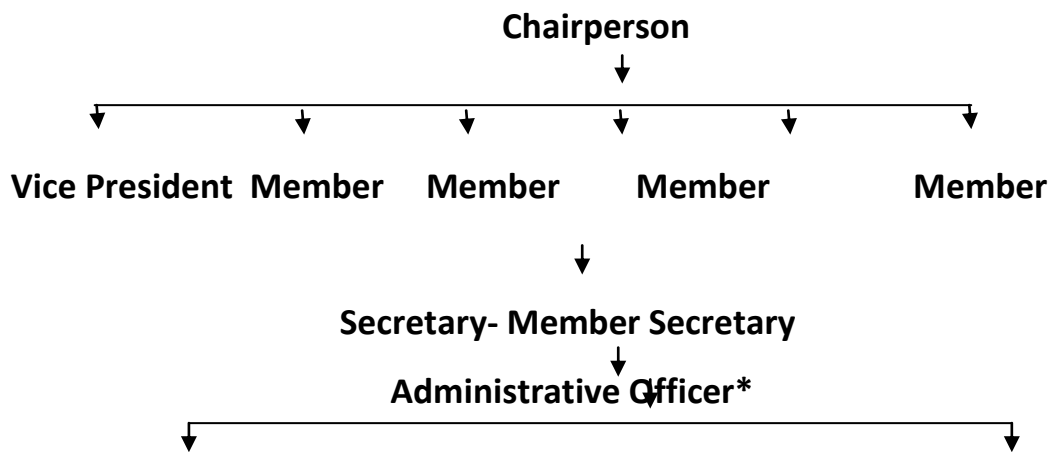 Chairperson
Vice President Member Member Member Member
Secretary- Member Secretary
Administrative Officer*